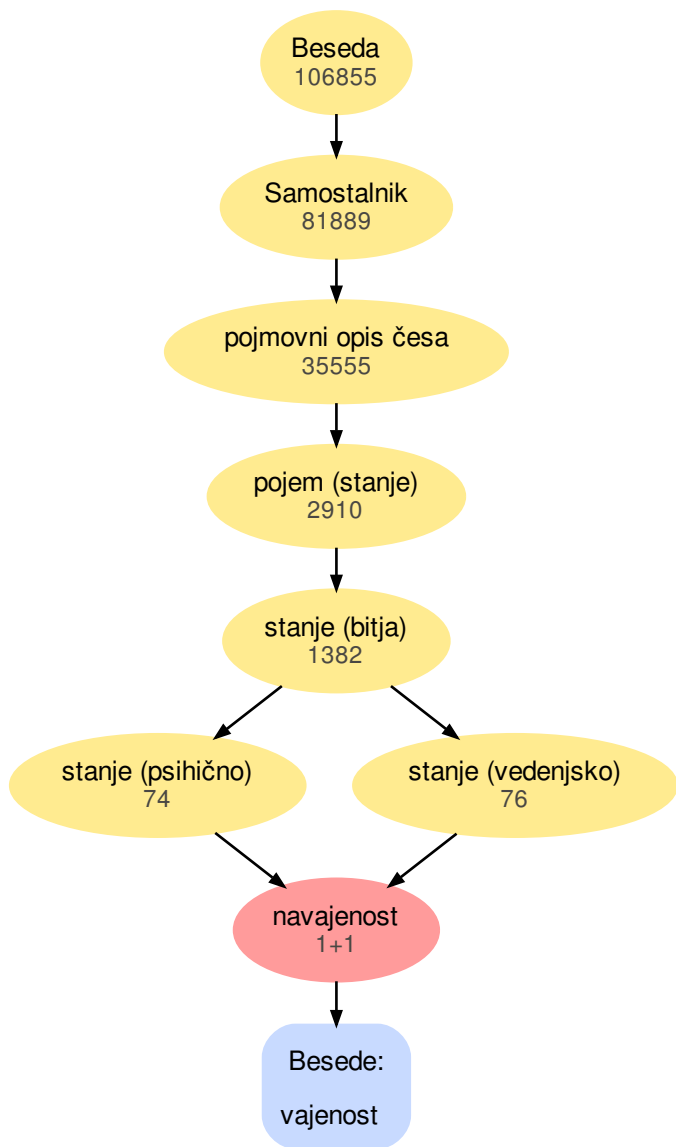 Beseda
106855
Samostalnik
81889
pojmovni opis česa
35555
pojem (stanje)
2910
stanje (bitja)
1382
stanje (psihično)
74
stanje (vedenjsko)
76
navajenost
1+1
Besede:
vajenost